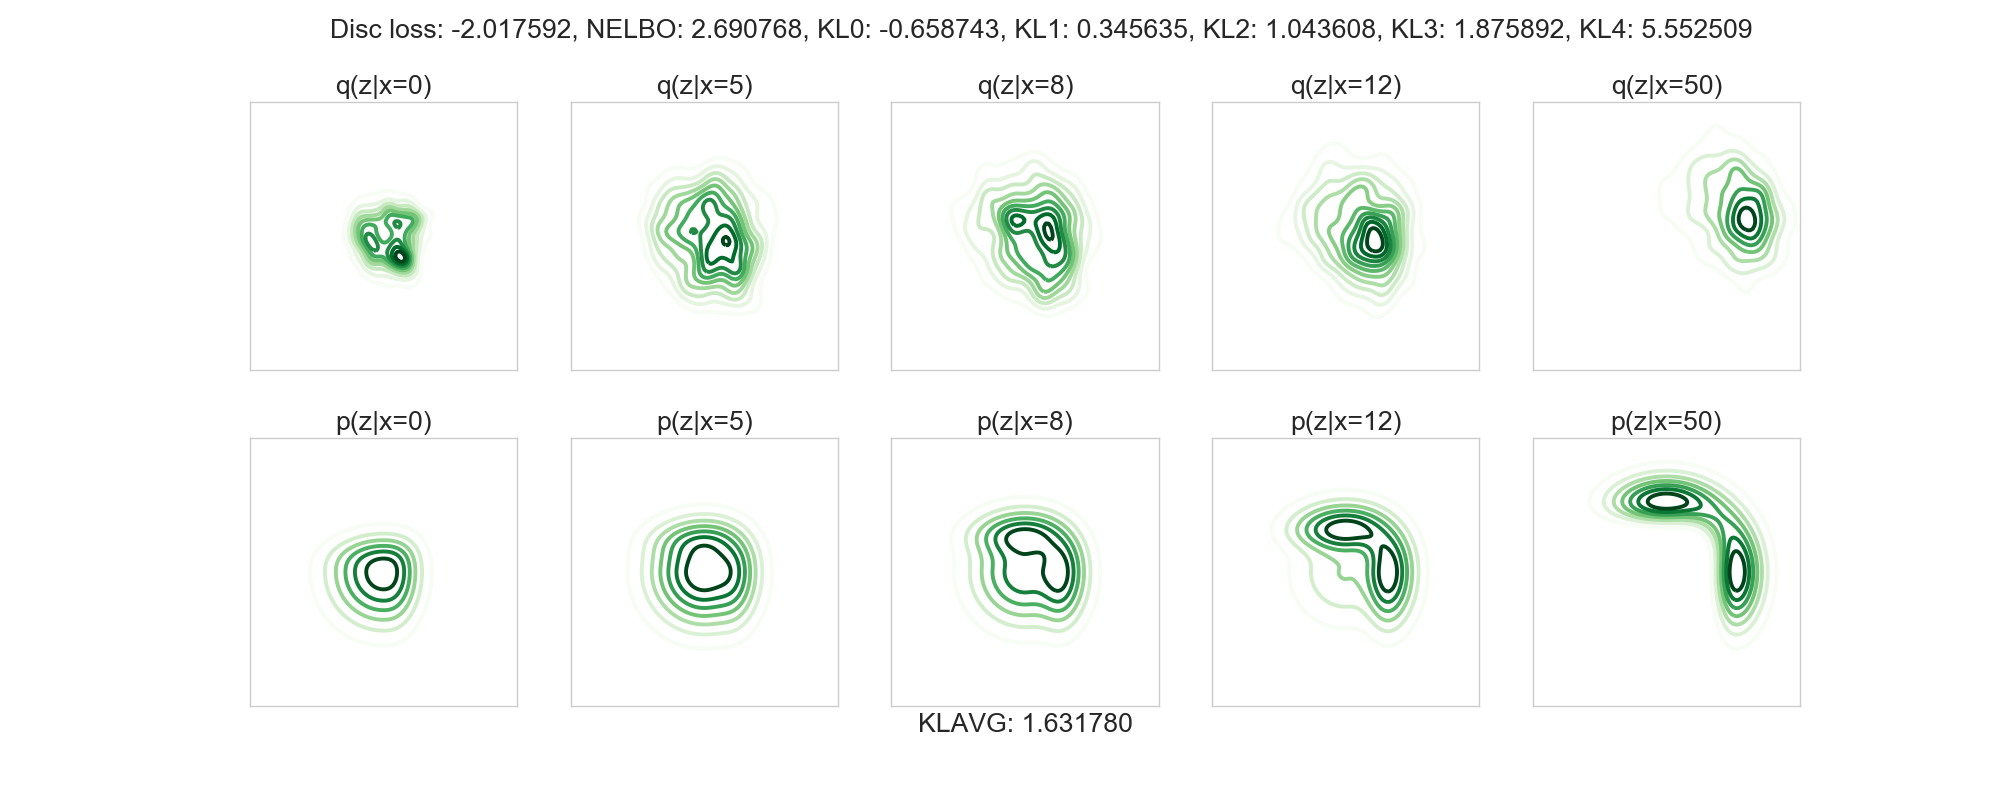 Disc loss: -2.017592, NELBO: 2.690768, KL0: -0.658743, KL1: 0.345635, KL2: 1.043608, KL3: 1.875892, KL4: 5.552509
q(z|x=0) q(z|x=5) q(z|x=8) q(z|x=12) q(z|x=50)
p(z|x=0) p(z|x=5) p(z|x=8) p(z|x=12) p(z|x=50)
KLAVG: 1.631780